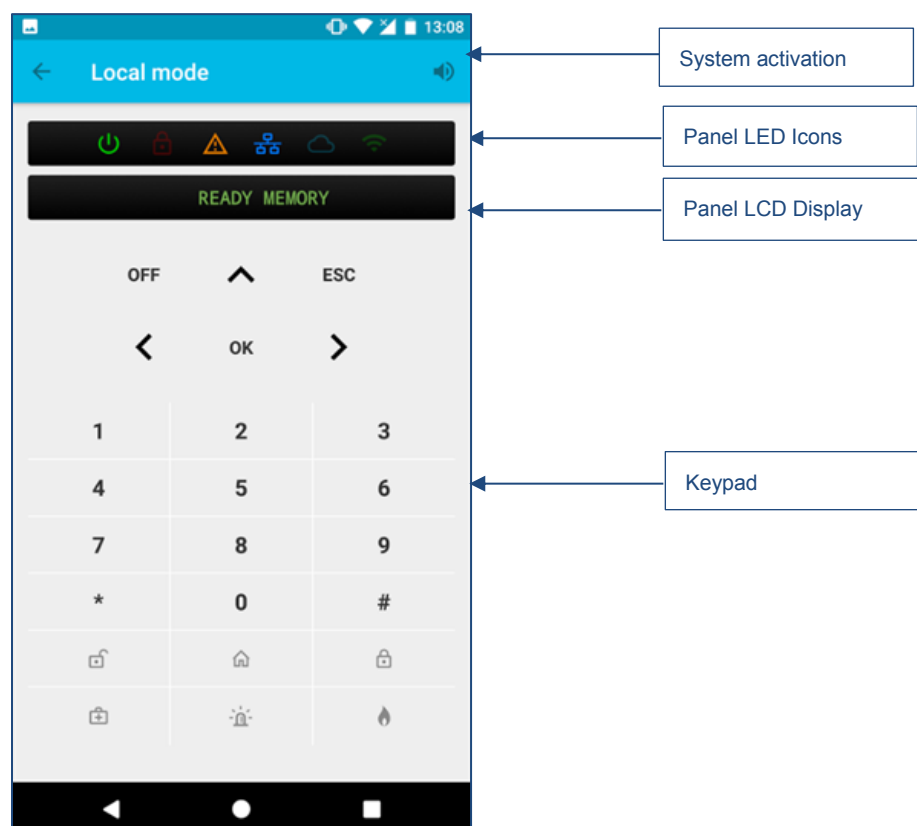 13:08
Local mode
System activation
Panel LED Icons
READY MEMORY
Panel LCD Display
OFF
ESC
OK
1 2 3
4 5 6
Keypad
7 8 9
* 0 #